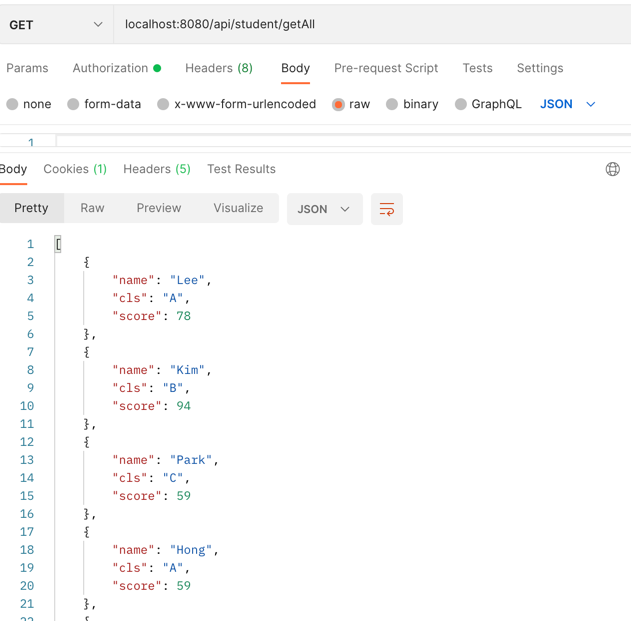 GET localhost:8080/api/student/getAll
Params Authorization Headers (8) Body Pre-request Script Tests Settings
none form-data x-www-form-urlencoded raw binary GraphQL JSON
1
Body Cookies (1) Headers (5) Test Results
Pretty Raw Preview Visualize JSON
1 [
2 {
3 "name": "Lee",
4 "cls": "A",
5 "score": 78
6 },
7 {
8 "name": "Kim",
9 "cls": "B",
10 "score": 94
11 },
12 {
13 "name": "Park",
14 "cls": "C",
15 "score": 59
16 },
17 {
18 "name": "Hong",
19 "cls": "A",
20 "score": 59
21 },
22 {